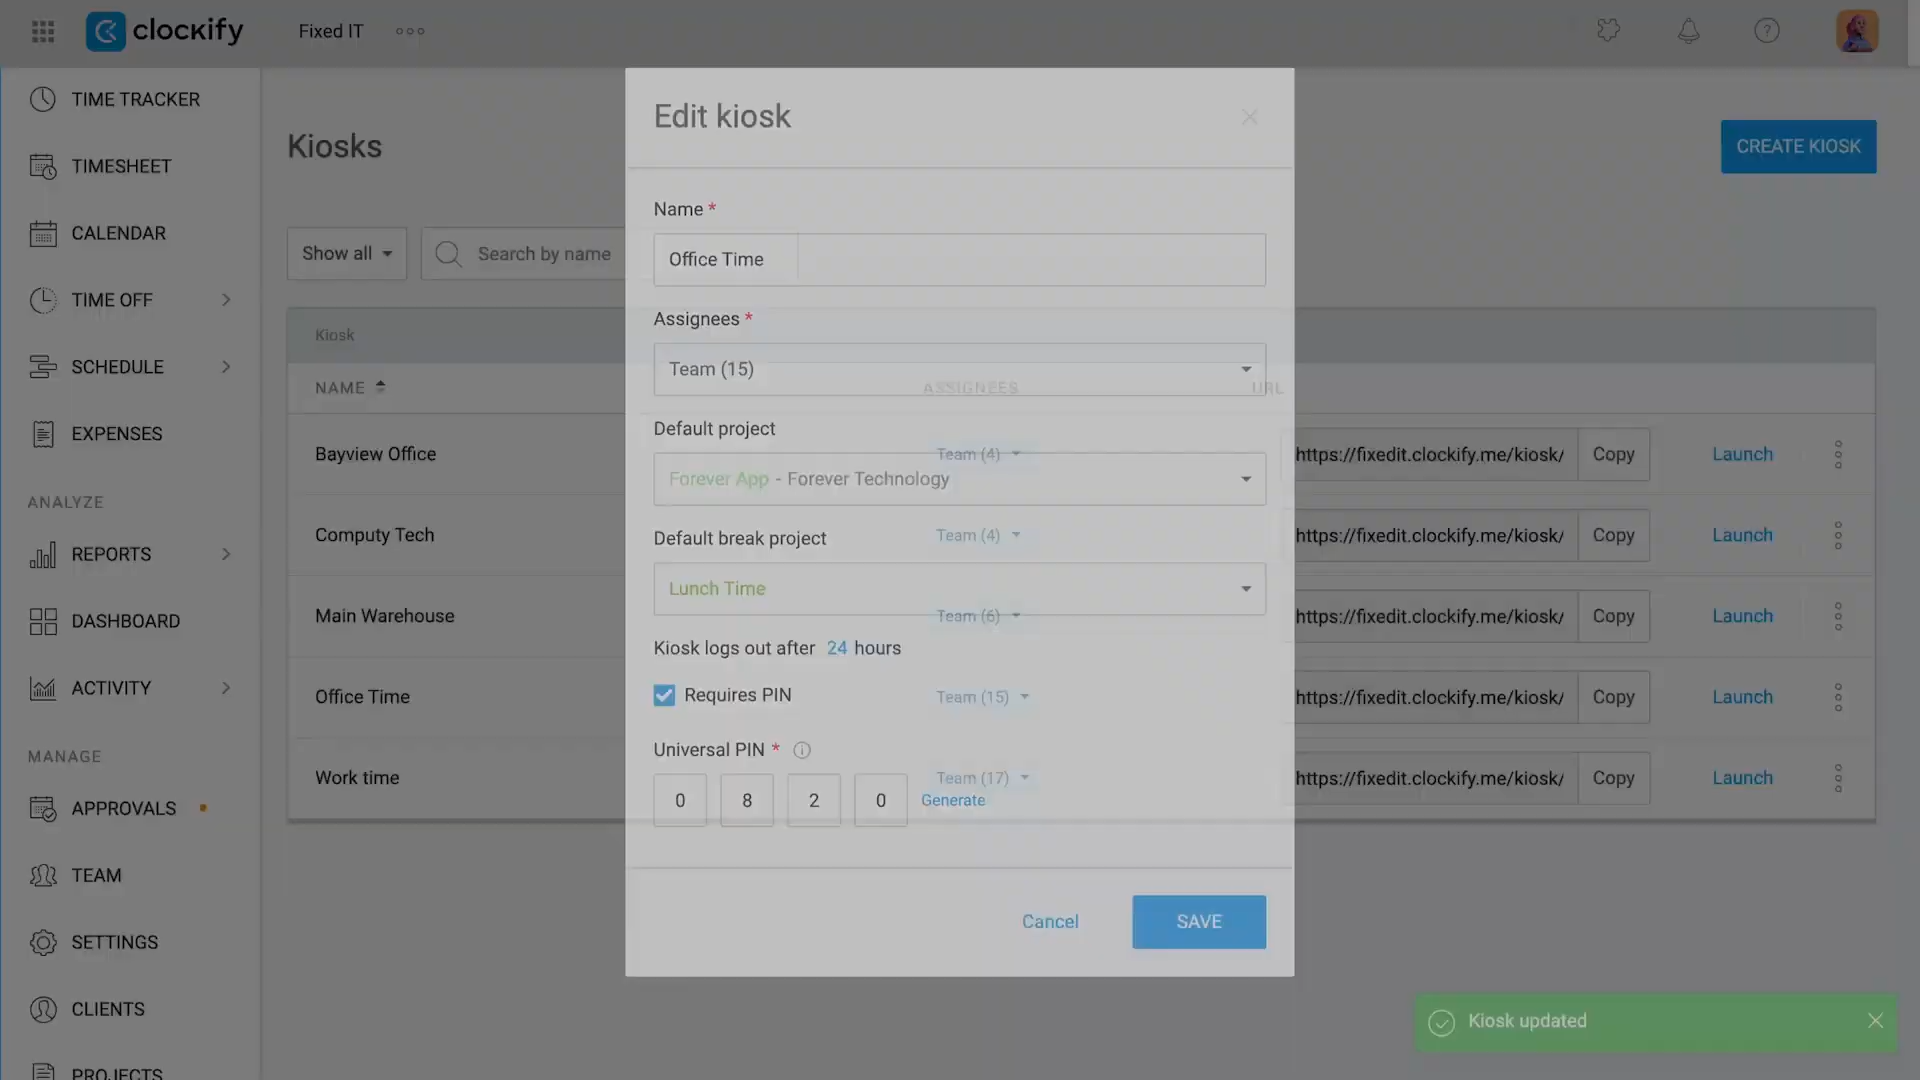 clockify
Fixed IT
TIME TRACKER
TIMESHEET
CALENDAR
TIME OFF
SCHEDULE
EXPENSES
ANALYZE
REPORTS
DASHBOARD
ACTIVITY
MANAGE
APPROVALS
TEAM
SETTINGS
CLIENTS
PROJECTS
Kiosks
CREATE KIOSK
Show all
Search by name
Kiosk
NAME
ASSIGNEES
URL
Bayview Office
Team (4)
https://fixedit.clockify.me/kiosk/
Copy
Launch
Computy Tech
Team (4)
https://fixedit.clockify.me/kiosk/
Copy
Launch
Main Warehouse
Team (6)
https://fixedit.clockify.me/kiosk/
Copy
Launch
Office Time
Team (15)
https://fixedit.clockify.me/kiosk/
Copy
Launch
Work time
Team (17)
https://fixedit.clockify.me/kiosk/
Copy
Launch
Edit kiosk
Name *
Office Time
Assignees *
Team (15)
Default project
Forever App - Forever Technology
Default break project
Lunch Time
Kiosk logs out after 24 hours
Requires PIN
Universal PIN *
0 8 2 0 Generate
Cancel
SAVE
Kiosk updated